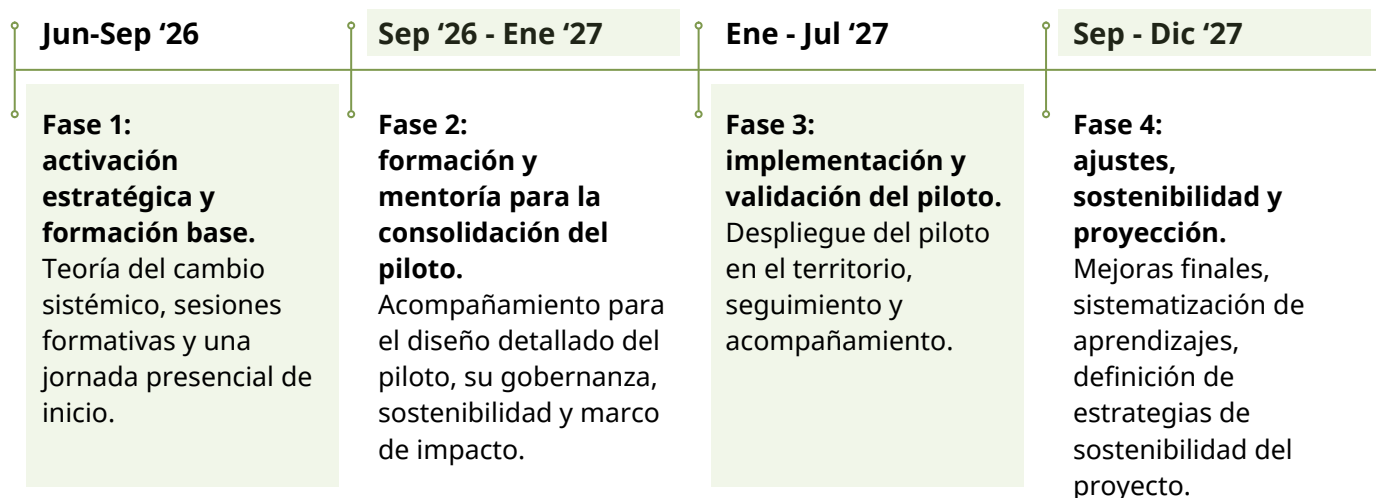 Jun-Sep ‘26
Sep ‘26 - Ene ‘27
Ene - Jul ‘27
Sep - Dic ‘27
Fase 1:
activación
estratégica y
formación base.
Teoría del cambio
sistémico, sesiones
formativas y una
jornada presencial de
inicio.
Fase 2:
formación y
mentoría para la
consolidación del
piloto.
Acompañamiento para
el diseño detallado del
piloto, su gobernanza,
sostenibilidad y marco
de impacto.
Fase 3:
implementación y
validación del piloto.
Despliegue del piloto
en el territorio,
seguimiento y
acompañamiento.
Fase 4:
ajustes,
sostenibilidad y
proyección.
Mejoras finales,
sistematización de
aprendizajes,
definición de
estrategias de
sostenibilidad del
proyecto.